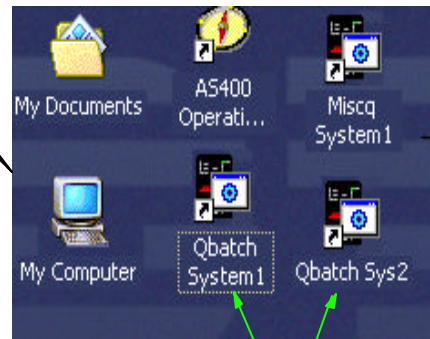 My Documents
AS400
Operati...
Miscq
System1
My Computer
Qbatch
System1
Qbatch Sys2